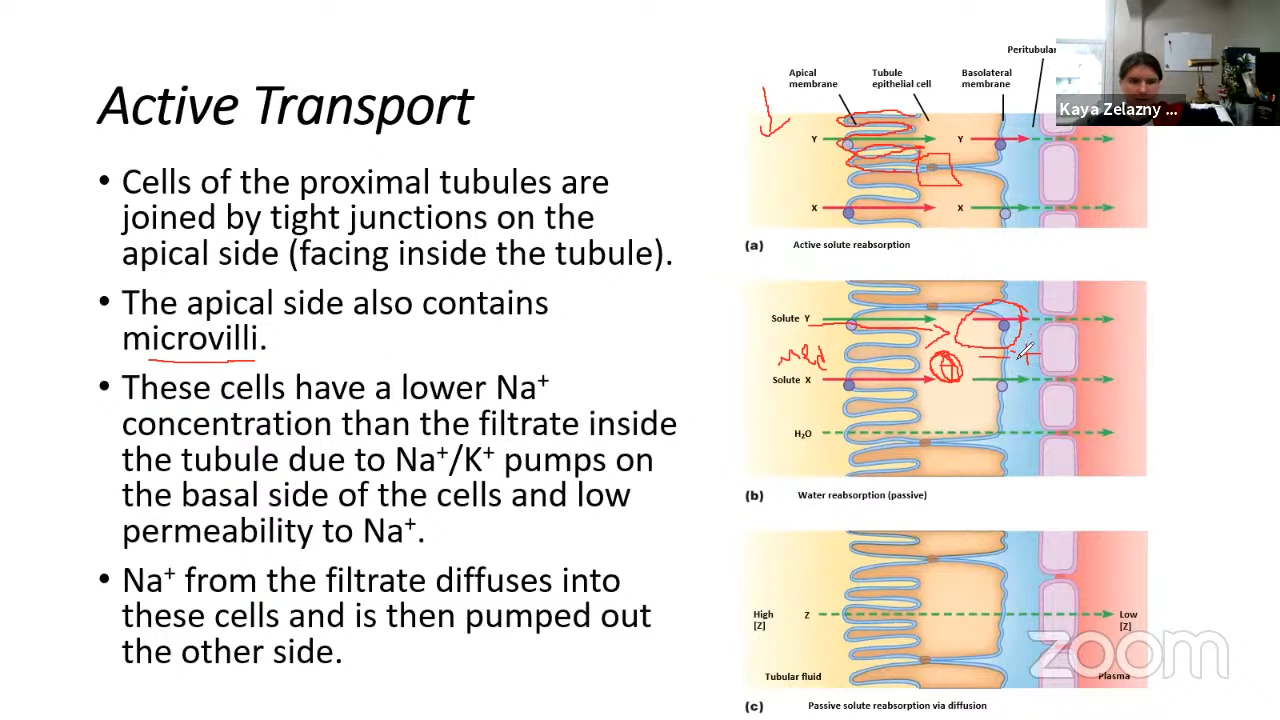 Active Transport
• Cells of the proximal tubules are
joined by tight junctions on the
apical side (facing inside the tubule).
• The apical side also contains
microvilli.
• These cells have a lower Na⁺
concentration than the filtrate inside
the tubule due to Na⁺/K⁺ pumps on
the basal side of the cells and low
permeability to Na⁺.
• Na⁺ from the filtrate diffuses into
these cells and is then pumped out
the other side.
Peritubular
Apical
membrane
Tubule
epithelial cell
Basolateral
membrane
Kaya Zelazny ...
Y
Y
X
X
(a) Active solute reabsorption
Solute Y
Solute X
H₂O
(b) Water reabsorption (passive)
High
[Z]
Z
Low
[Z]
Tubular fluid
Plasma
zoom
(c) Passive solute reabsorption via diffusion